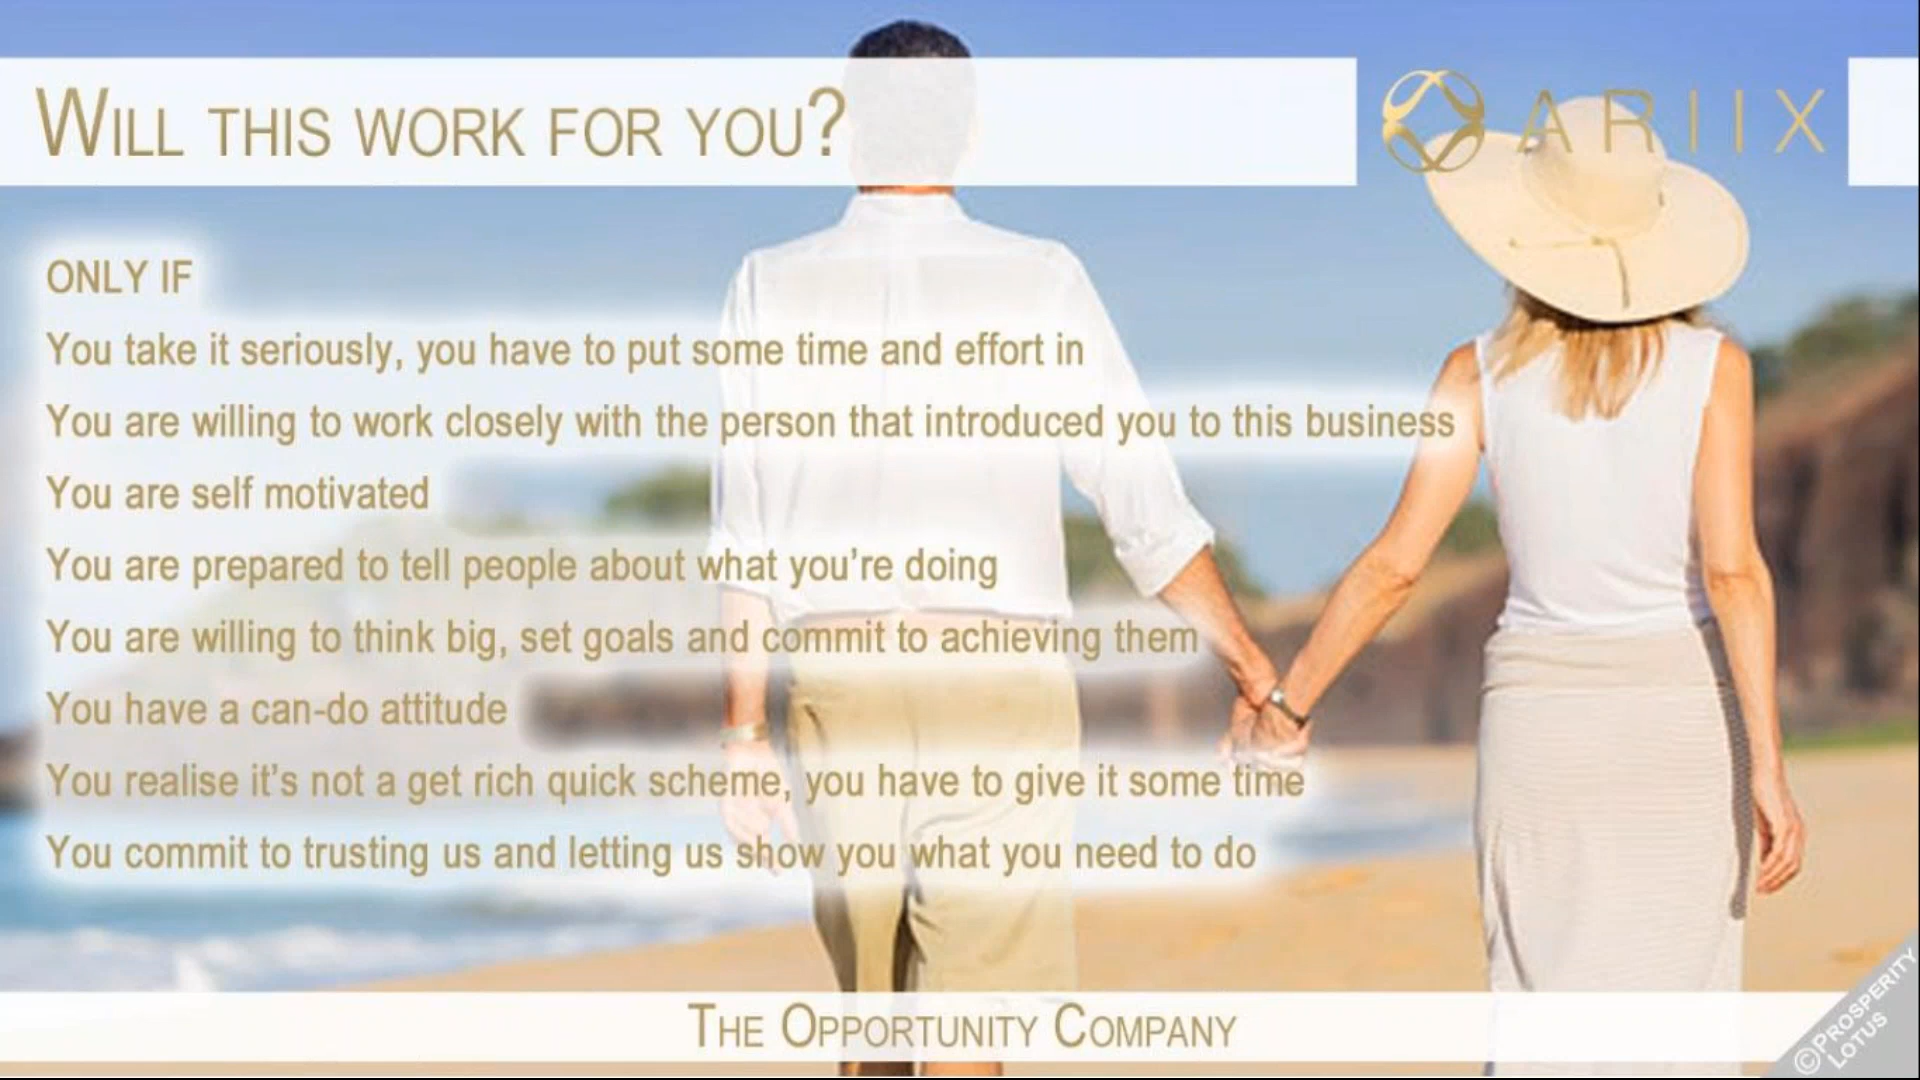 WILL THIS WORK FOR YOU?
ARIIX
ONLY IF
You take it seriously, you have to put some time and effort in
You are willing to work closely with the person that introduced you to this business
You are self motivated
You are prepared to tell people about what you’re doing
You are willing to think big, set goals and commit to achieving them
You have a can-do attitude
You realise it’s not a get rich quick scheme, you have to give it some time
You commit to trusting us and letting us show you what you need to do
THE OPPORTUNITY COMPANY
©PROSPERITY
LOTUS